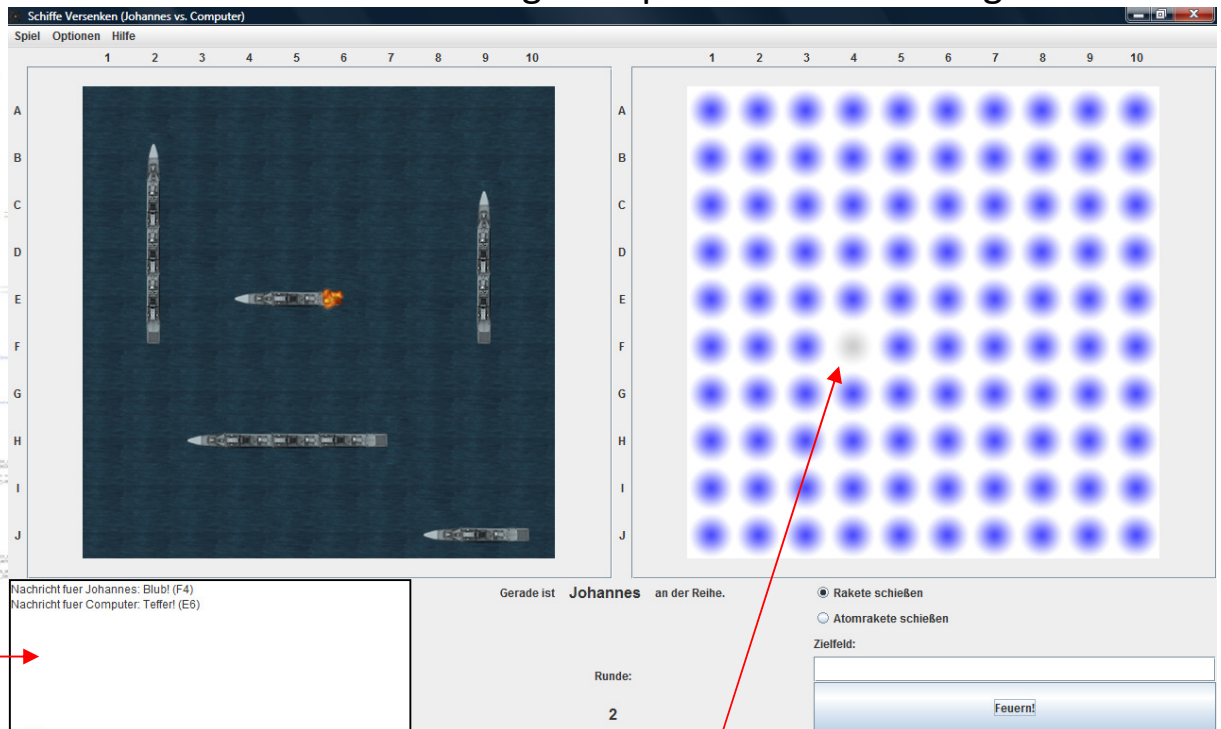 Schiffe Versenken (Johannes vs. Computer)
Spiel Optionen Hilfe
1 2 3 4 5 6 7 8 9 10
1 2 3 4 5 6 7 8 9 10
A
B
C
D
E
F
G
H
I
J
A
B
C
D
E
F
G
H
I
J
Nachricht fuer Johannes: Blub! (F4)
Nachricht fuer Computer: Teffer! (E6)
Gerade ist Johannes an der Reihe.
Runde:
2
Rakete schießen
Atomrakete schießen
Zielfeld:
Feuern!